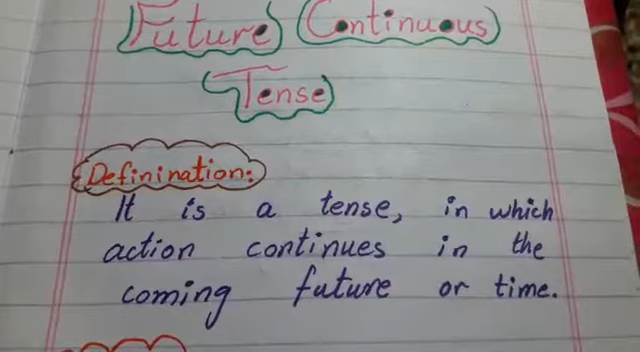 Future Continuous
Tense
Definination:
It is a tense, in which
action continues in the
coming future or time.